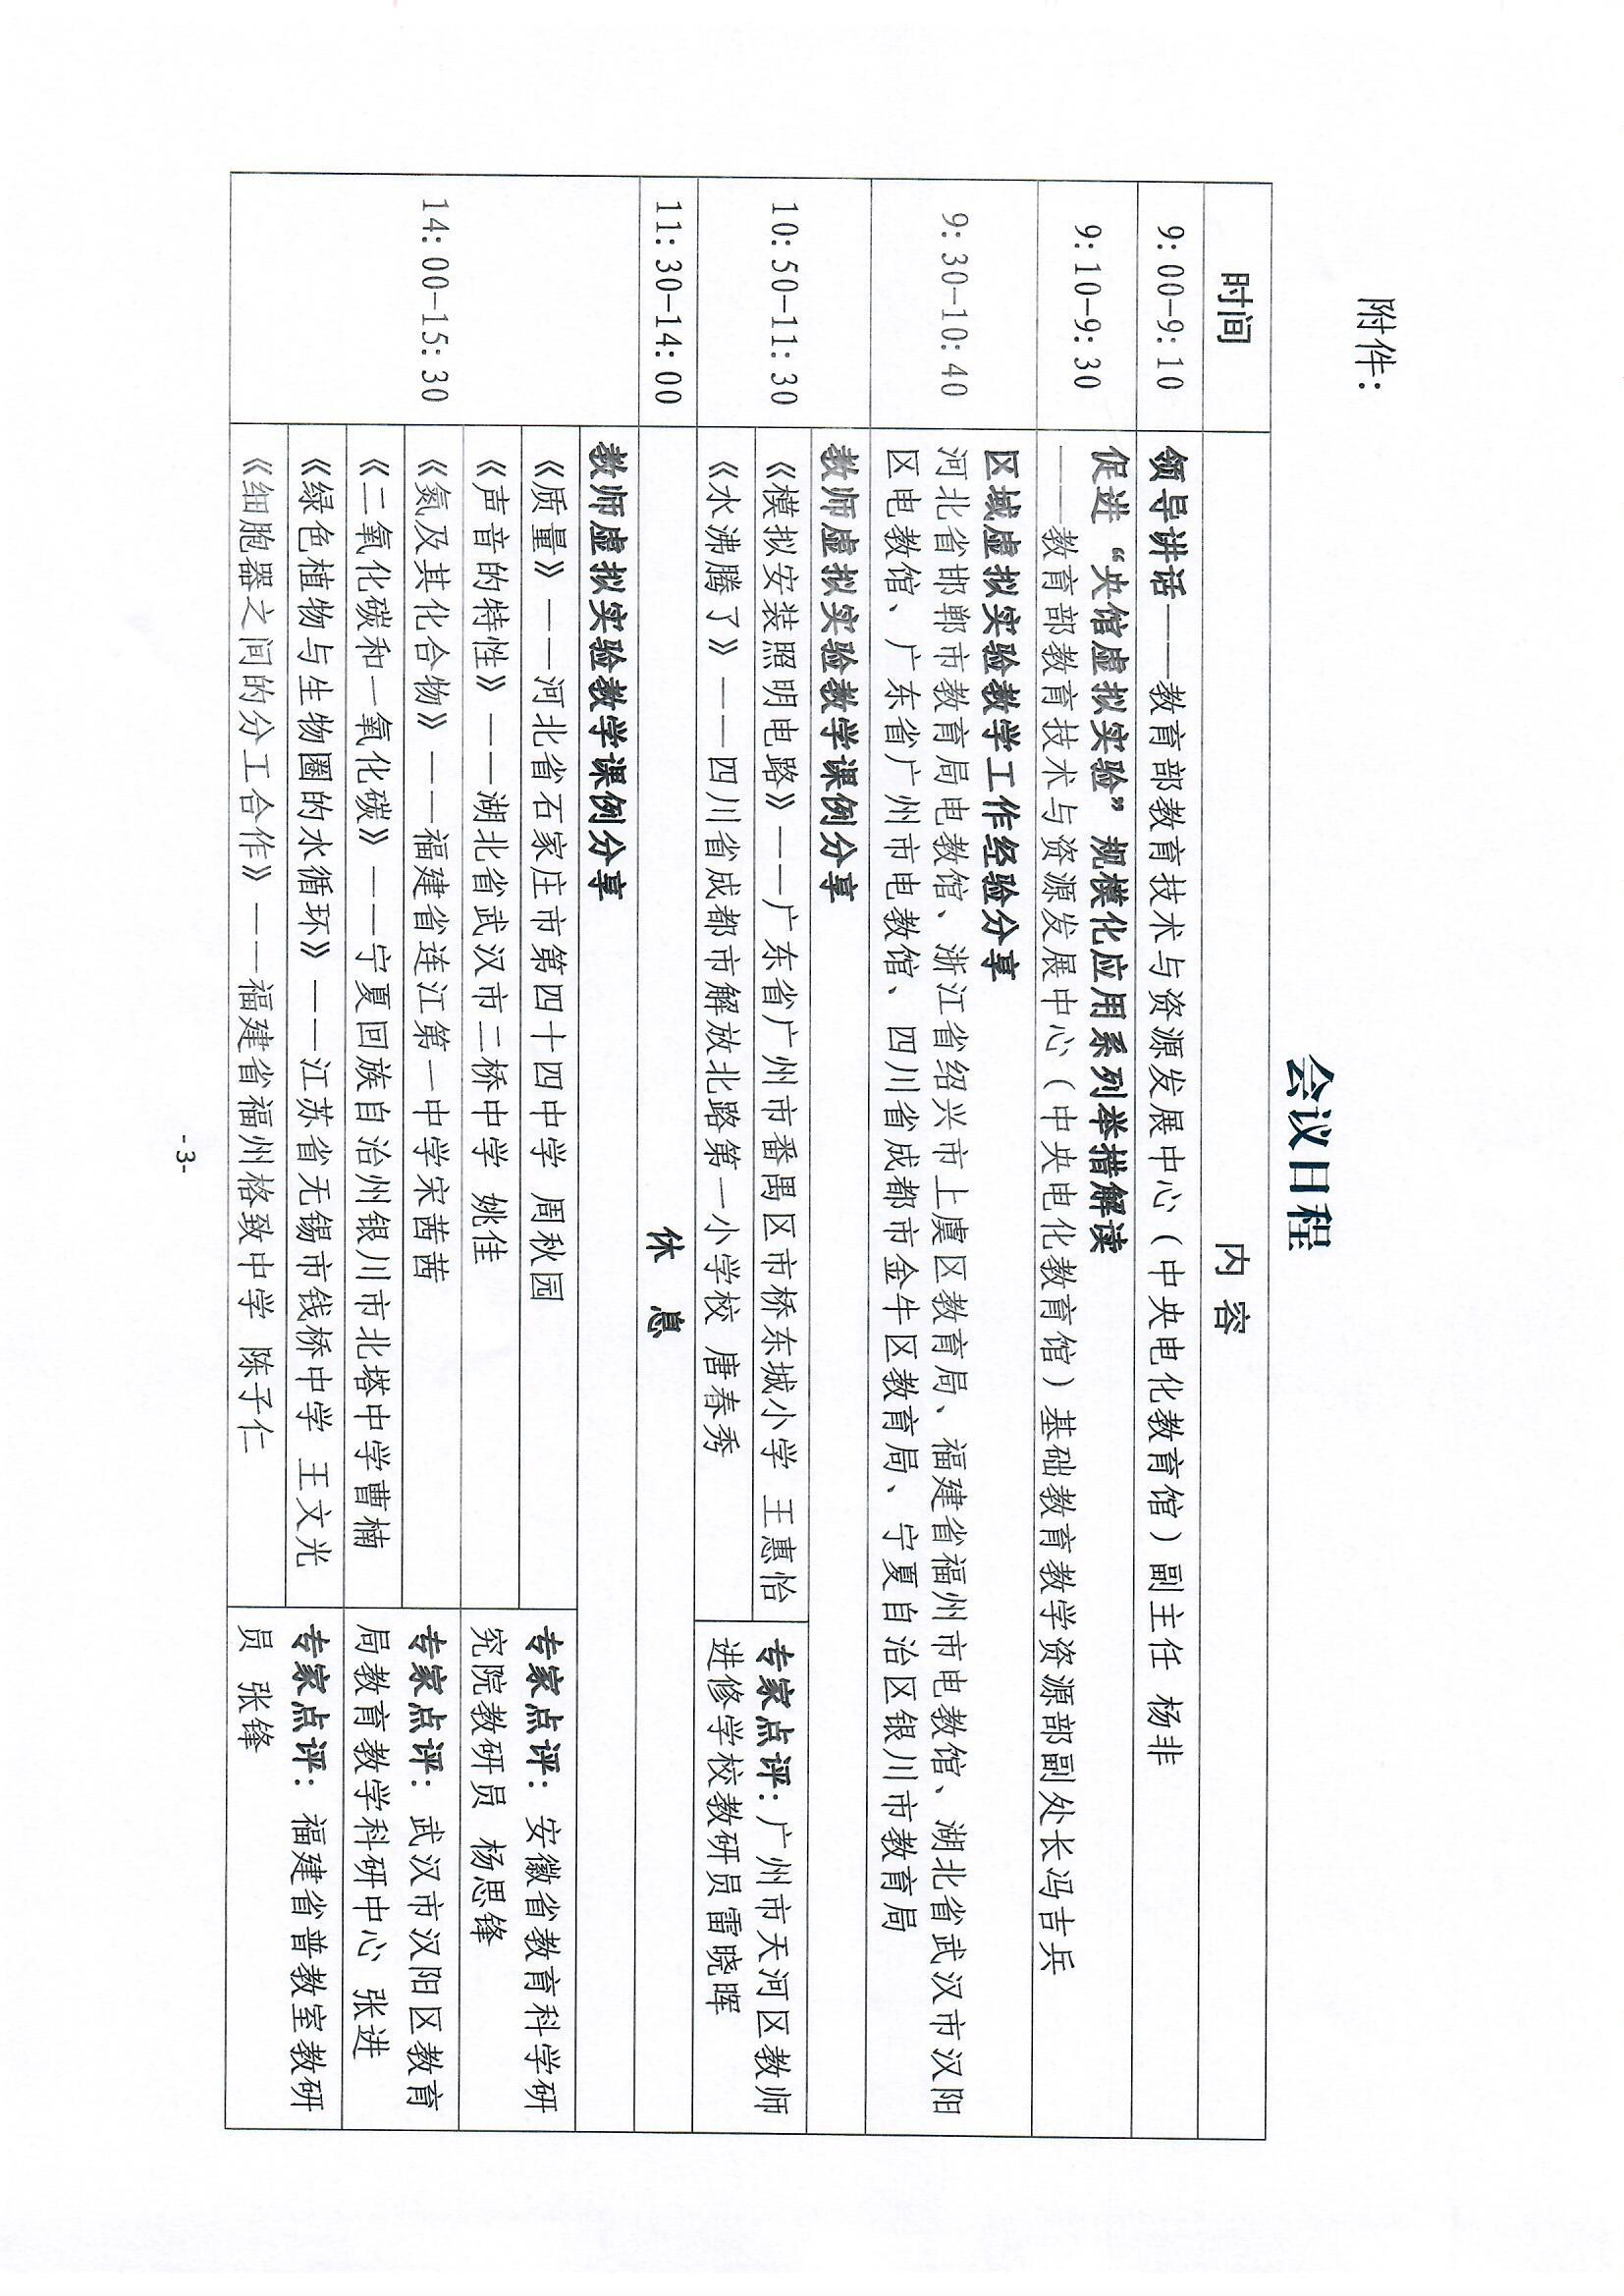 附件：
会议日程
时间
内 容
9：00-9：10
领导讲话——教育部教育技术与资源发展中心（中央电化教育馆）副主任 杨非
9：10-9：30
促进“央馆虚拟实验”规模化应用系列举措解读
——教育部教育技术与资源发展中心（中央电化教育馆）基础教育教学资源部副处长冯吉兵
9：30-10：40
区域虚拟实验教学工作经验分享
河北省邯郸市教育局电教馆、浙江省绍兴市上虞区教育局、福建省福州市电教馆、湖北省武汉市汉阳
区电教馆、广东省广州市电教馆、四川省成都市金牛区教育局、宁夏自治区银川市教育局
10：50-11：30
教师虚拟实验教学课例分享
《模拟安装照明电路》——广东省广州市番禺区市桥东城小学 王惠怡
《水沸腾了》——四川省成都市解放北路第一小学校 唐春秀
专家点评：广州市天河区教师
进修学校教研员雷晓晖
11：30-14：00
休 息
14：00-15：30
教师虚拟实验教学课例分享
《质量》——河北省石家庄市第四十四中学 周秋园
《声音的特性》——湖北省武汉市二桥中学 姚佳
专家点评：安徽省教育科学研
究院教研员 杨思锋
《氮及其化合物》——福建省连江第一中学宋茜茜
《二氧化碳和一氧化碳》——宁夏回族自治州银川市北塔中学曹楠
专家点评：武汉市汉阳区教育
局教育教学科研中心 张进
《绿色植物与生物圈的水循环》——江苏省无锡市钱桥中学 王文光
《细胞器之间的分工合作》——福建省福州格致中学 陈子仁
专家点评：福建省普教室教研
员 张锋
-3-